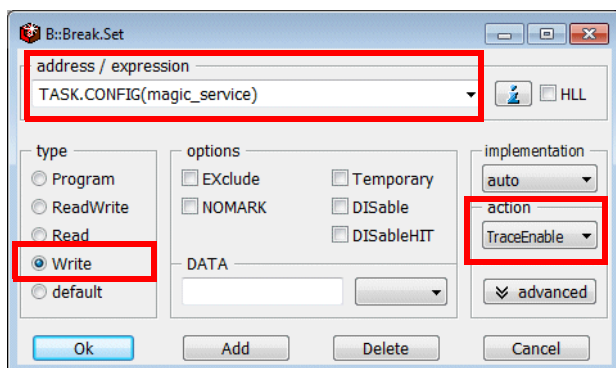 B::Break.Set
address / expression
TASK.CONFIG(magic_service)
i
HLL
type
Program
ReadWrite
Read
Write
default
options
EXclude
Temporary
NOMARK
DISable
DISableHIT
DATA
implementation
auto
action
TraceEnable
advanced
Ok
Add
Delete
Cancel